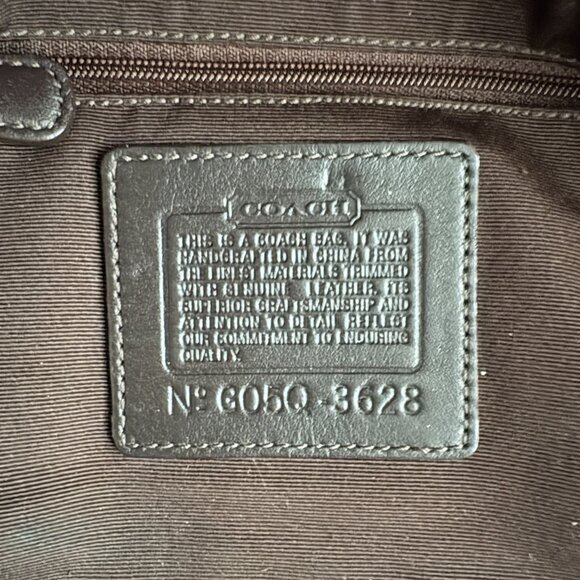 COACH
THIS IS A COACH BAG. IT WAS
HANDCRAFTED IN CHINA FROM
THE FINEST MATERIALS TRIMMED
WITH GENUINE LEATHER. ITS
SUPERIOR CRAFTSMANSHIP AND
ATTENTION TO DETAIL REFLECT
OUR COMMITMENT TO ENDURING
QUALITY.
Nº G05Q-3628